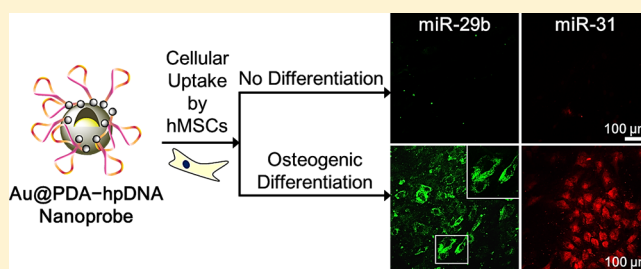 Cellular
Uptake
by
hMSCs
No Differentiation
Osteogenic
Differentiation
Au@PDA−hpDNA
Nanoprobe
miR-29b
miR-31
100 μm
100 μm